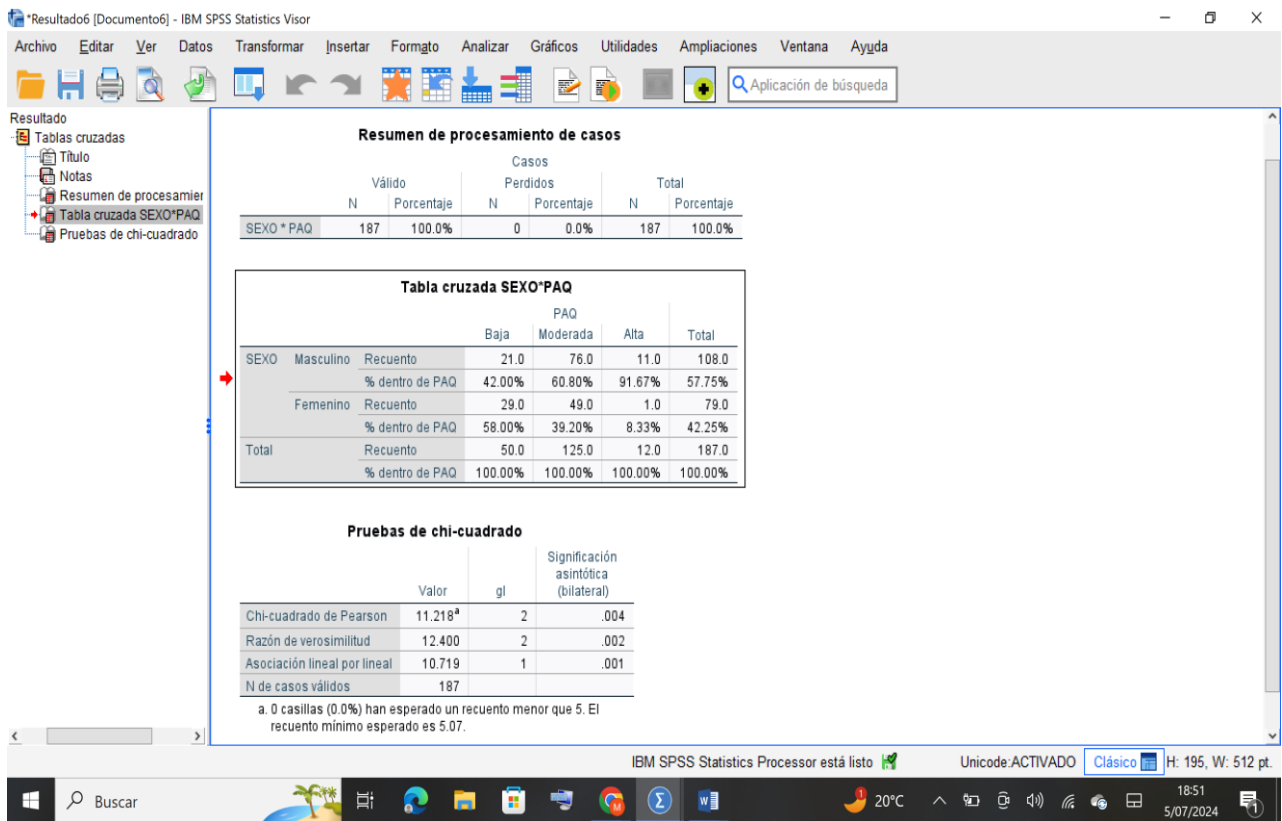 *Resultado6 [Documento6] - IBM SPSS Statistics Visor
Archivo Editar Ver Datos Transformar Insertar Formato Analizar Gráficos Utilidades Ampliaciones Ventana Ayuda
Aplicación de búsqueda
Resultado
Tablas cruzadas
Título
Notas
Resumen de procesamier
Tabla cruzada SEXO*PAQ
Pruebas de chi-cuadrado
Resumen de procesamiento de casos
Casos
Válido Perdidos Total
N Porcentaje N Porcentaje N Porcentaje
SEXO * PAQ 187 100.0% 0 0.0% 187 100.0%
Tabla cruzada SEXO*PAQ
PAQ
Baja Moderada Alta Total
SEXO Masculino Recuento 21.0 76.0 11.0 108.0
% dentro de PAQ 42.00% 60.80% 91.67% 57.75%
Femenino Recuento 29.0 49.0 1.0 79.0
% dentro de PAQ 58.00% 39.20% 8.33% 42.25%
Total Recuento 50.0 125.0 12.0 187.0
% dentro de PAQ 100.00% 100.00% 100.00% 100.00%
Pruebas de chi-cuadrado
Significación
asintótica
Valor gl (bilateral)
Chi-cuadrado de Pearson 11.218a 2 .004
Razón de verosimilitud 12.400 2 .002
Asociación lineal por lineal 10.719 1 .001
N de casos válidos 187
a. 0 casillas (0.0%) han esperado un recuento menor que 5. El
recuento mínimo esperado es 5.07.
IBM SPSS Statistics Processor está listo Unicode:ACTIVADO Clásico H: 195, W: 512 pt.
Buscar 1 20°C 18:51
5/07/2024 1